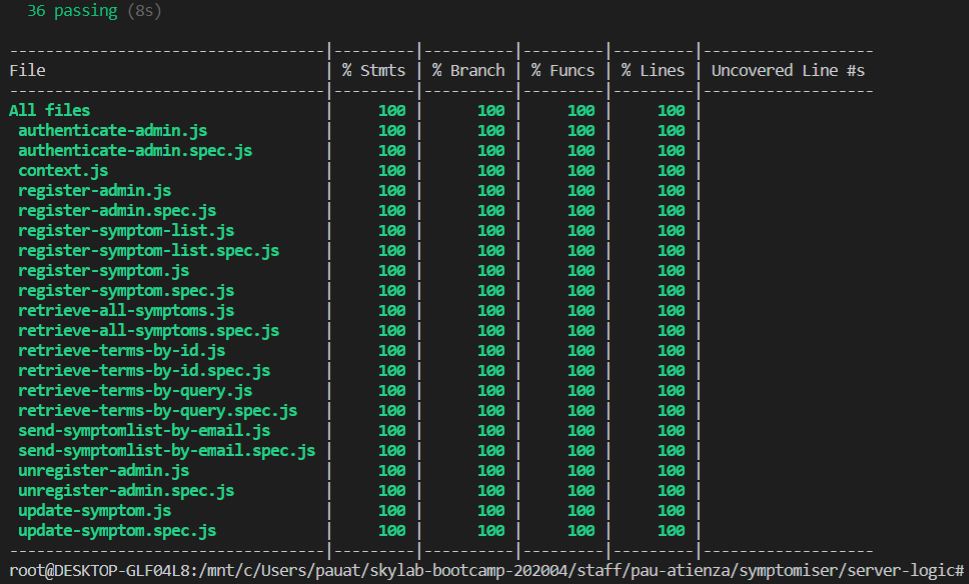 36 passing (8s)
-----------------------------------|---------|----------|---------|---------|-------------------
File                               | % Stmts | % Branch | % Funcs | % Lines | Uncovered Line #s
-----------------------------------|---------|----------|---------|---------|-------------------
All files                          |     100 |      100 |     100 |     100 |
 authenticate-admin.js             |     100 |      100 |     100 |     100 |
 authenticate-admin.spec.js        |     100 |      100 |     100 |     100 |
 context.js                        |     100 |      100 |     100 |     100 |
 register-admin.js                 |     100 |      100 |     100 |     100 |
 register-admin.spec.js            |     100 |      100 |     100 |     100 |
 register-symptom-list.js          |     100 |      100 |     100 |     100 |
 register-symptom-list.spec.js     |     100 |      100 |     100 |     100 |
 register-symptom.js               |     100 |      100 |     100 |     100 |
 register-symptom.spec.js          |     100 |      100 |     100 |     100 |
 retrieve-all-symptoms.js          |     100 |      100 |     100 |     100 |
 retrieve-all-symptoms.spec.js     |     100 |      100 |     100 |     100 |
 retrieve-terms-by-id.js           |     100 |      100 |     100 |     100 |
 retrieve-terms-by-id.spec.js      |     100 |      100 |     100 |     100 |
 retrieve-terms-by-query.js        |     100 |      100 |     100 |     100 |
 retrieve-terms-by-query.spec.js   |     100 |      100 |     100 |     100 |
 send-symptomlist-by-email.js      |     100 |      100 |     100 |     100 |
 send-symptomlist-by-email.spec.js |     100 |      100 |     100 |     100 |
 unregister-admin.js               |     100 |      100 |     100 |     100 |
 unregister-admin.spec.js          |     100 |      100 |     100 |     100 |
 update-symptom.js                 |     100 |      100 |     100 |     100 |
 update-symptom.spec.js            |     100 |      100 |     100 |     100 |
-----------------------------------|---------|----------|---------|---------|-------------------
root@DESKTOP-GLF04L8:/mnt/c/Users/pauat/skylab-bootcamp-202004/staff/pau-atienza/symptomiser/server-logic#